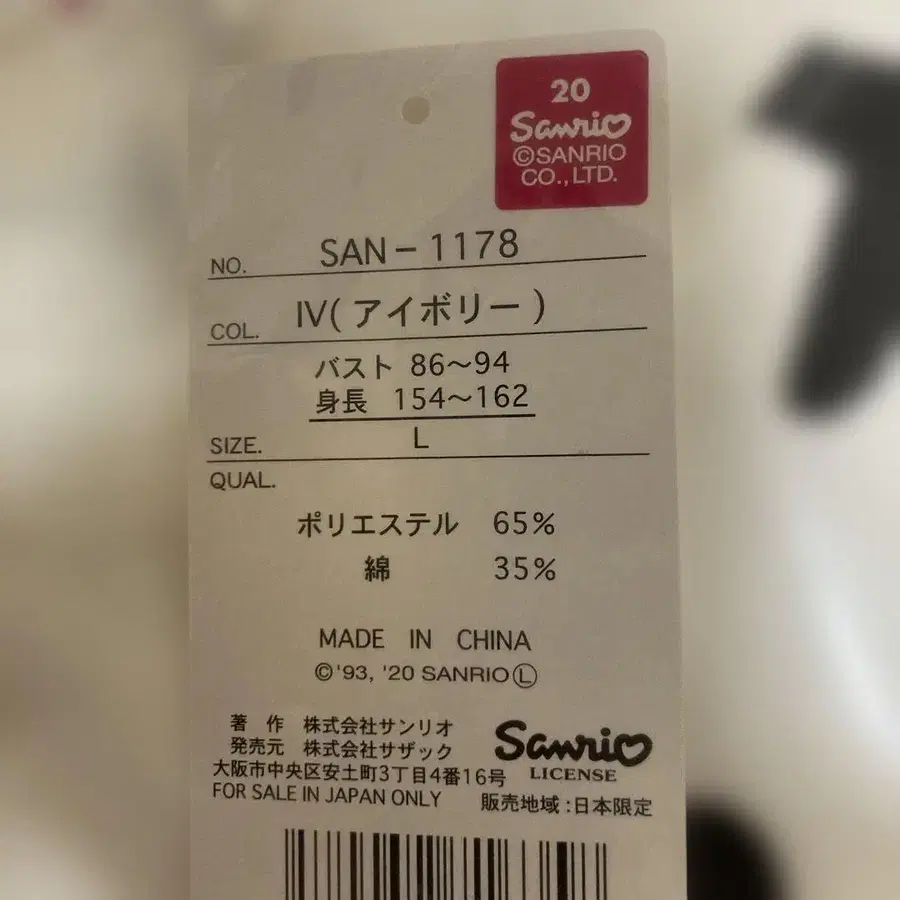 20
Sanrio
©SANRIO
CO.,LTD.
NO. SAN-1178
COL. IV(アイボリー)
バスト 86～94
身長 154～162
SIZE. L
QUAL.
ポリエステル 65%
綿 35%
MADE IN CHINA
©'93, '20 SANRIO Ⓛ
著 作 株式会社サンリオ
発売元 株式会社サザック
大阪市中央区安土町3丁目4番16号
Sanrio
LICENSE
FOR SALE IN JAPAN ONLY 販売地域:日本限定